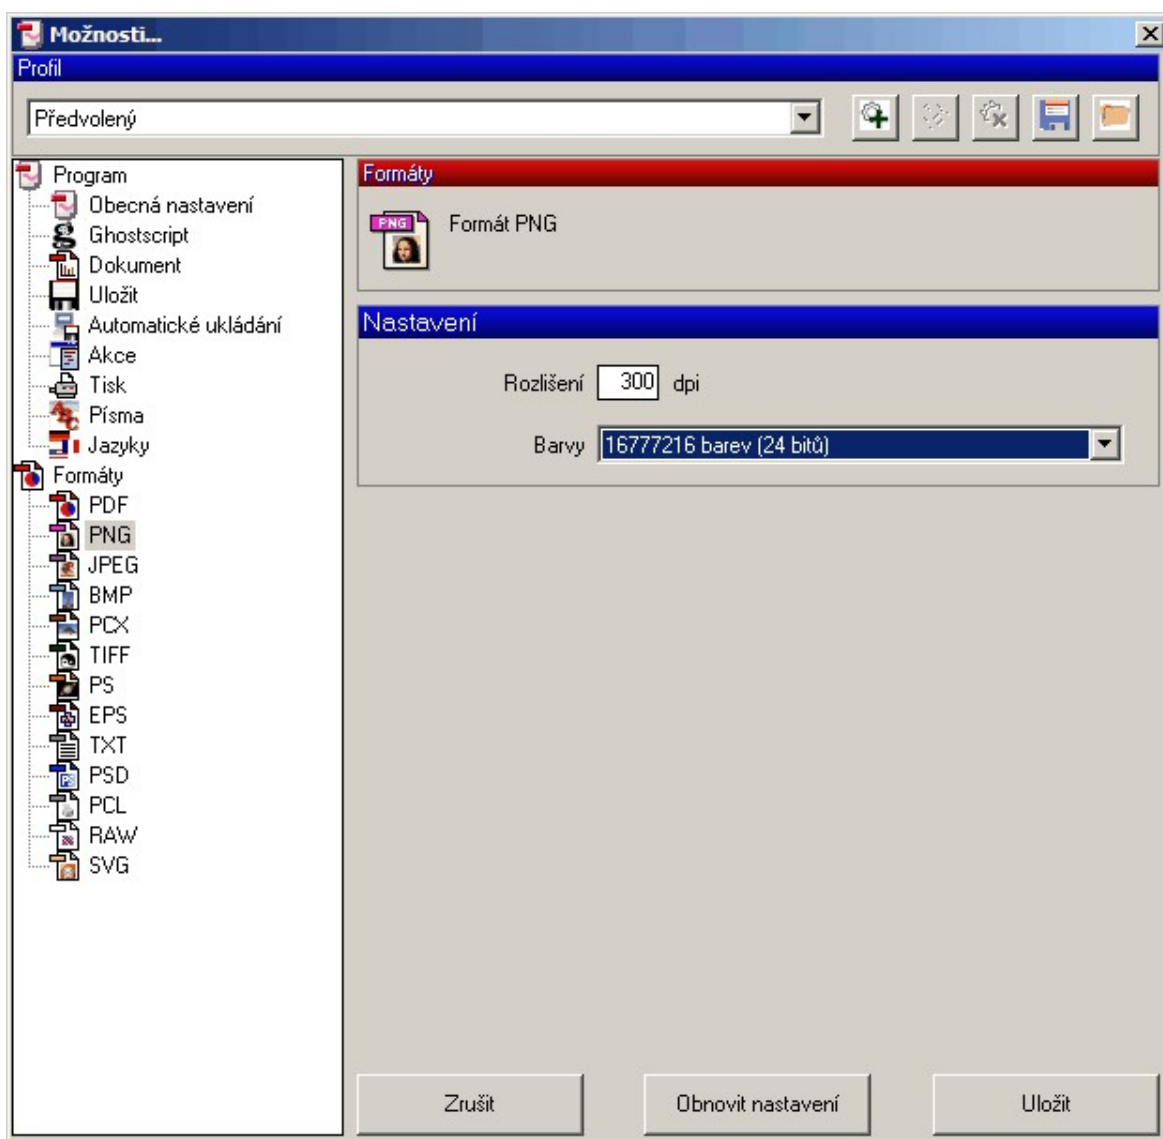 Možnosti...
Profil
Předvolený
Program
Obecná nastavení
Ghostscript
Dokument
Uložit
Automatické ukládání
Akce
Tisk
Písma
Jazyky
Formáty
PDF
PNG
JPEG
BMP
PCX
TIFF
PS
EPS
TXT
PSD
PCL
RAW
SVG
Formáty
PNG
Formát PNG
Nastavení
Rozlišení 300 dpi
Barvy 16777216 barev (24 bitů)
Zrušit
Obnovit nastavení
Uložit